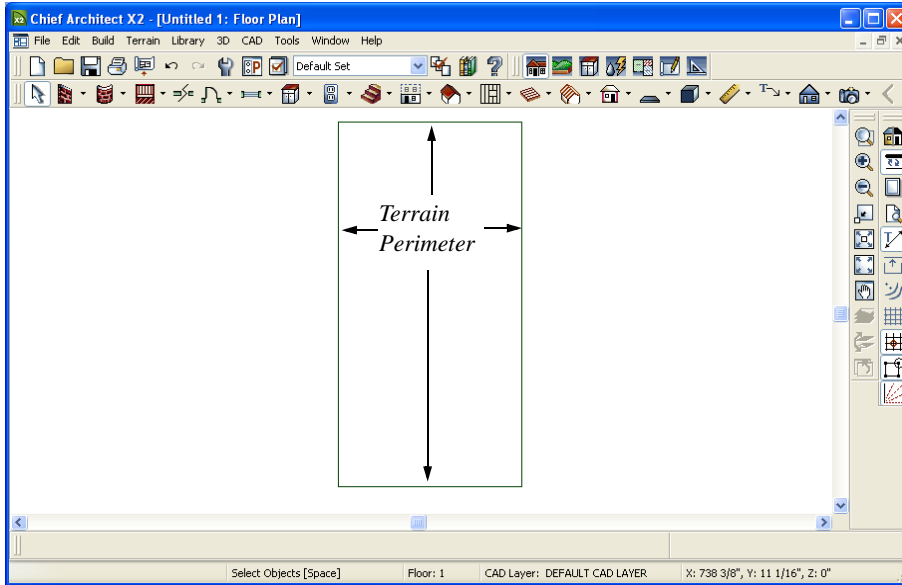 Chief Architect X2 - [Untitled 1: Floor Plan]
File Edit Build Terrain Library 3D CAD Tools Window Help
Default Set
Terrain
Perimeter
Select Objects [Space] Floor: 1 CAD Layer: DEFAULT CAD LAYER X: 738 3/8", Y: 11 1/16", Z: 0"